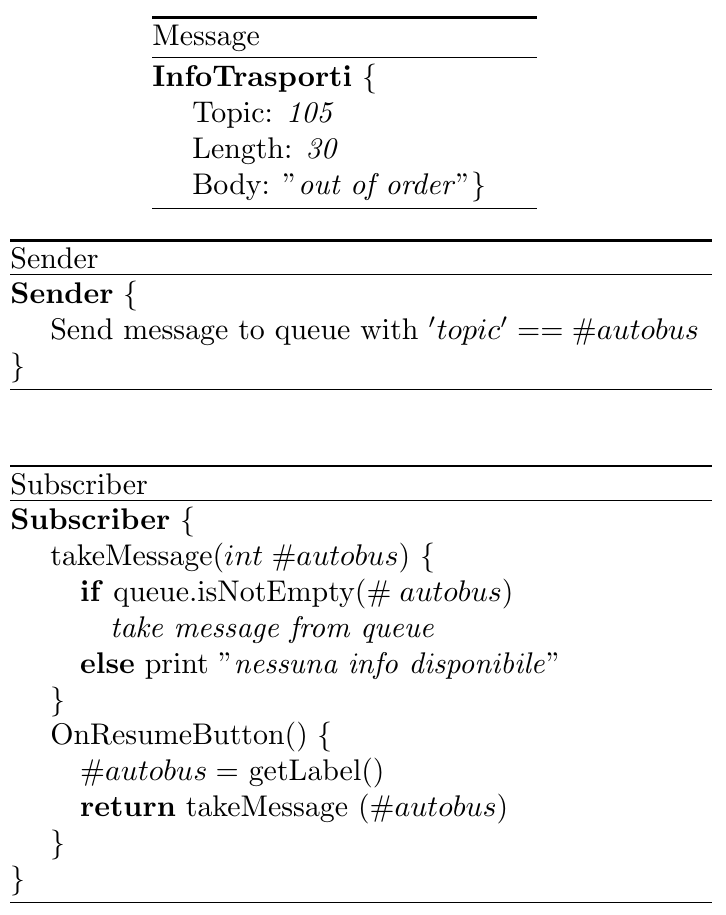 Message
InfoTrasporti {
Topic: 105
Length: 30
Body: ”out of order”}
Sender
Sender {
Send message to queue with ′topic′ == #autobus
}
Subscriber
Subscriber {
takeMessage(int #autobus) {
if queue.isNotEmpty(# autobus)
take message from queue
else print ”nessuna info disponibile”
}
OnResumeButton() {
#autobus = getLabel()
return takeMessage (#autobus)
}
}